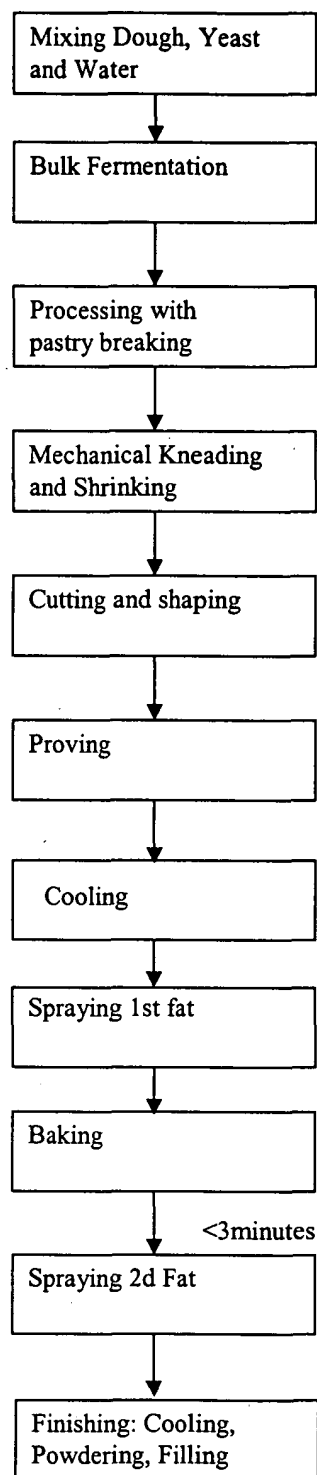 Mixing Dough, Yeast
and Water
Bulk Fermentation
Processing with
pastry breaking
Mechanical Kneading
and Shrinking
Cutting and shaping
Proving
Cooling
Spraying 1st fat
Baking
<3minutes
Spraying 2d Fat
Finishing: Cooling,
Powdering, Filling